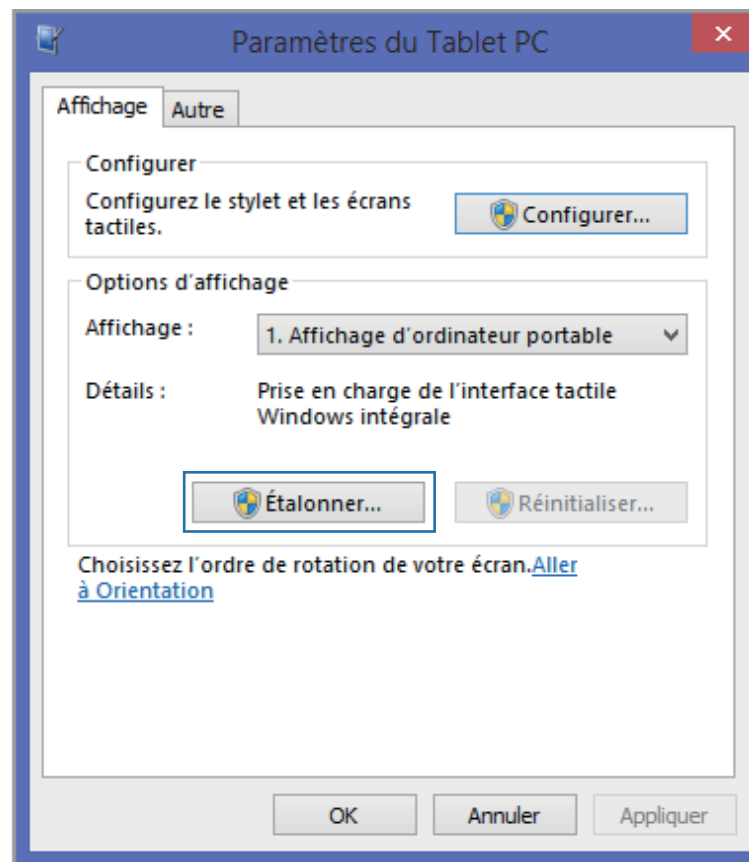 Paramètres du Tablet PC
Affichage
Autre
Configurer
Configurez le stylet et les écrans
tactiles.
Configurer...
Options d'affichage
Affichage :
1. Affichage d'ordinateur portable
Détails :
Prise en charge de l'interface tactile
Windows intégrale
Étalonner...
Réinitialiser...
Choisissez l'ordre de rotation de votre écran.Aller
à Orientation
OK
Annuler
Appliquer